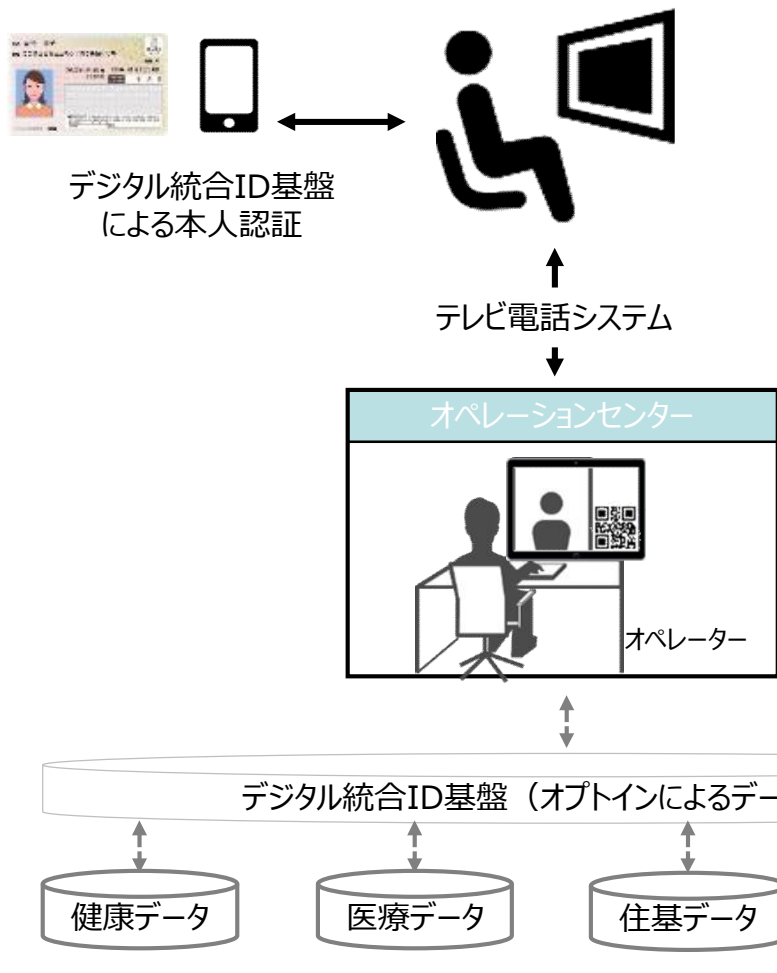 デジタル統合ID基盤
による本人認証
テレビ電話システム
オペレーションセンター
オペレーター
デジタル統合ID基盤（オプトインによるデー
健康データ
医療データ
住基データ